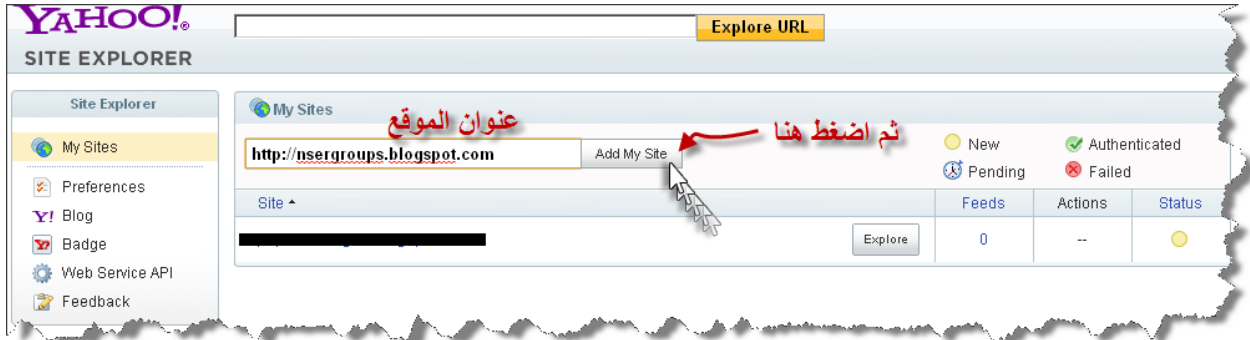 YAHOO!®
Explore URL
SITE EXPLORER
Site Explorer
My Sites
Preferences
Y! Blog
Badge
Web Service API
Feedback
My Sites
عنوان الموقع
ثم اضغط هنا
http://nsergroups.blogspot.com
Add My Site
New
Authenticated
Pending
Failed
Site
Feeds
Actions
Status
Explore
0
--